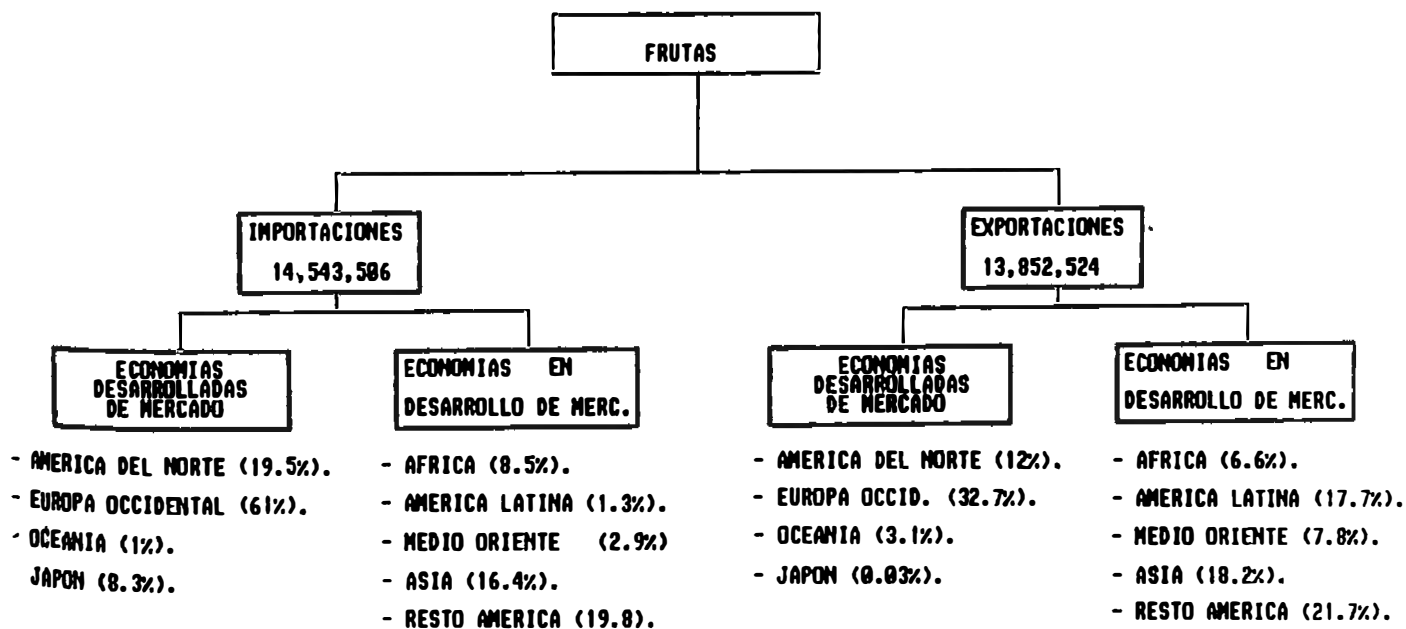 FRUTAS
IMPORTACIONES
14,543,506
EXPORTACIONES
13,852,524
ECONOMIAS
DESARROLLADAS
DE MERCADO
- AMERICA DEL NORTE (19.5%).
- EUROPA OCCIDENTAL (61%).
- OCEANIA (1%).
JAPON (8.3%).
ECONOMIAS EN
DESARROLLO DE MERC.
- AFRICA (8.5%).
- AMERICA LATINA (1.3%).
- MEDIO ORIENTE (2.9%)
- ASIA (16.4%).
- RESTO AMERICA (19.8).
ECONOMIAS
DESARROLLADAS
DE MERCADO
- AMERICA DEL NORTE (12%).
- EUROPA OCCID. (32.7%).
- OCEANIA (3.1%).
- JAPON (0.03%).
ECONOMIAS EN
DESARROLLO DE MERC.
- AFRICA (6.6%).
- AMERICA LATINA (17.7%).
- MEDIO ORIENTE (7.8%).
- ASIA (18.2%).
- RESTO AMERICA (21.7%).